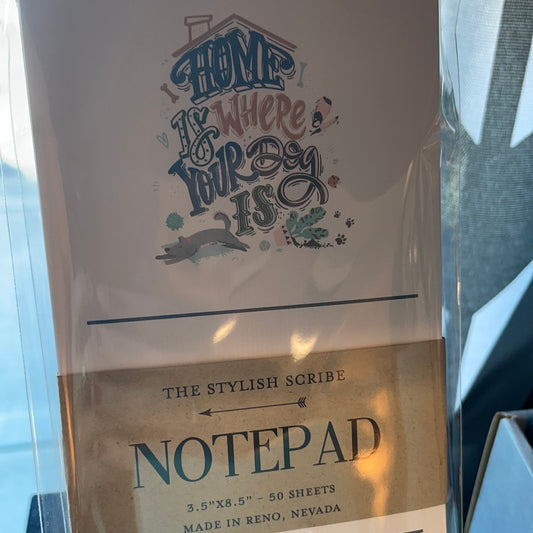 HOME
IS WHERE
YOUR DOG
IS
THE STYLISH SCRIBE
NOTEPAD
3.5"X8.5" - 50 SHEETS
MADE IN RENO, NEVADA